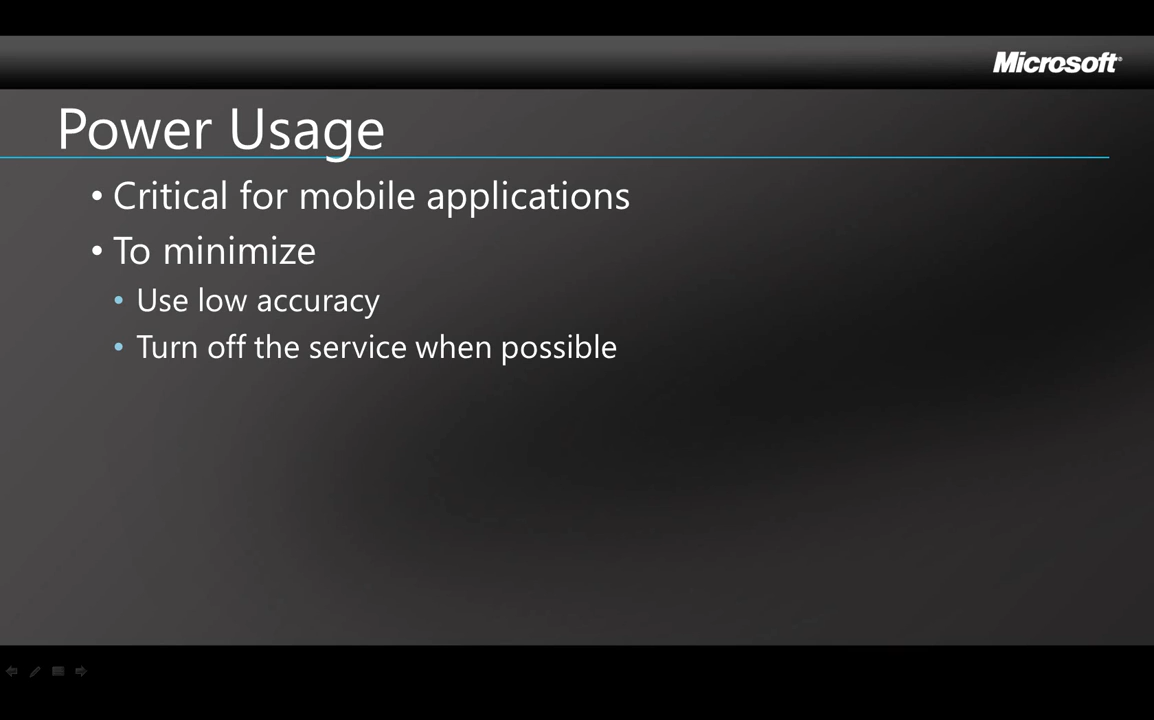 Microsoft®
Power Usage
• Critical for mobile applications
• To minimize
• Use low accuracy
• Turn off the service when possible